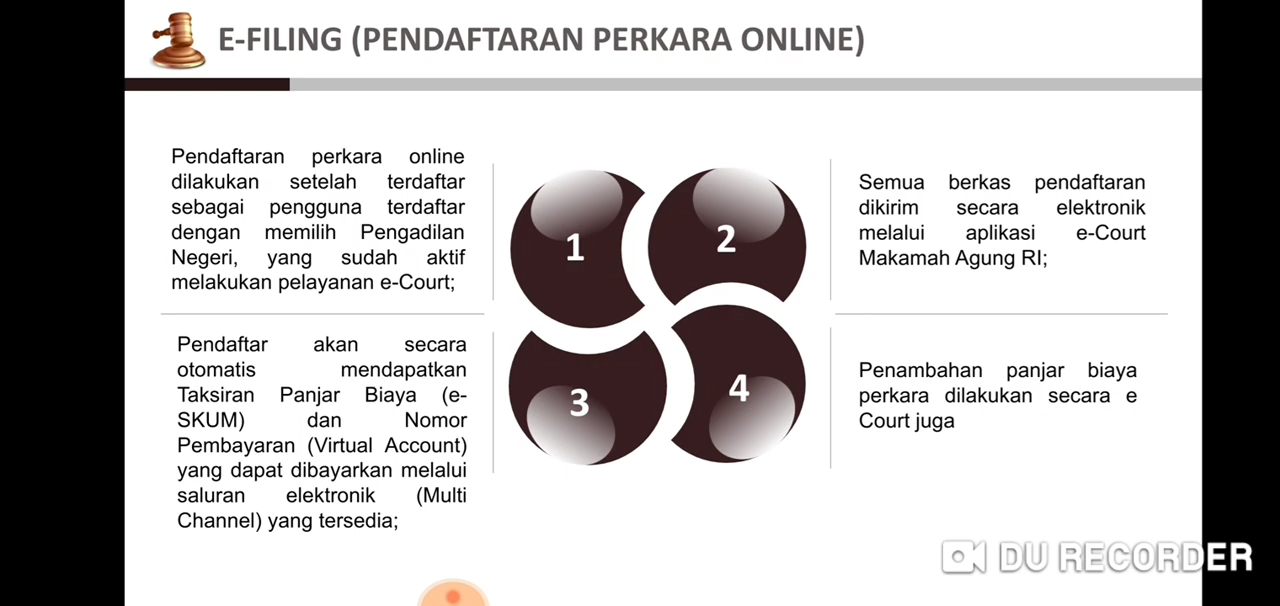 E-FILING (PENDAFTARAN PERKARA ONLINE)
Pendaftaran perkara online
dilakukan setelah terdaftar
sebagai pengguna terdaftar
dengan memilih Pengadilan
Negeri, yang sudah aktif
melakukan pelayanan e-Court;
1
2
Semua berkas pendaftaran
dikirim secara elektronik
melalui aplikasi e-Court
Makamah Agung RI;
Pendaftar akan secara
otomatis mendapatkan
Taksiran Panjar Biaya (e-
SKUM) dan Nomor
Pembayaran (Virtual Account)
yang dapat dibayarkan melalui
saluran elektronik (Multi
Channel) yang tersedia;
3
4
Penambahan panjar biaya
perkara dilakukan secara e
Court juga
DU RECORDER